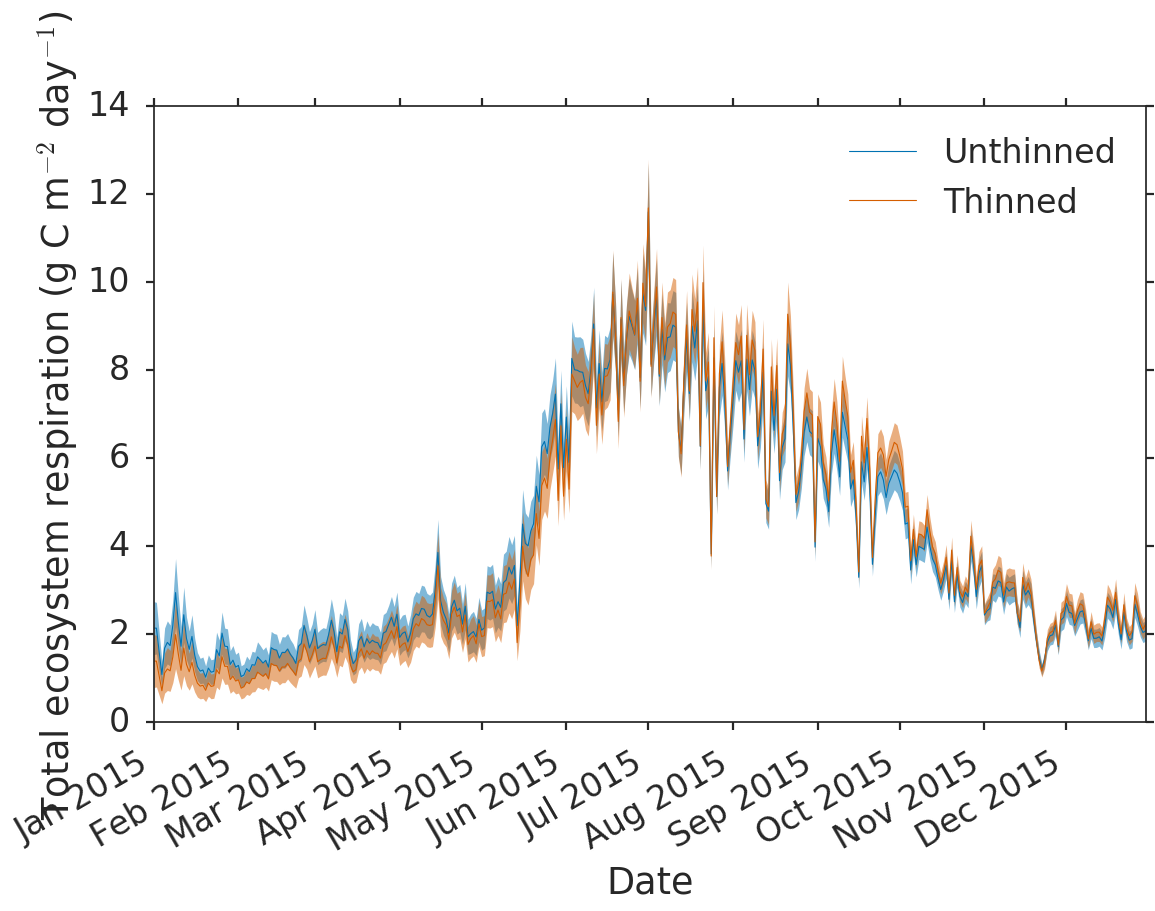 Total ecosystem respiration (g C m⁻² day⁻¹)
14
12
10
8
6
4
2
0
Unthinned
Thinned
Jan 2015
Feb 2015
Mar 2015
Apr 2015
May 2015
Jun 2015
Jul 2015
Aug 2015
Sep 2015
Oct 2015
Nov 2015
Dec 2015
Date